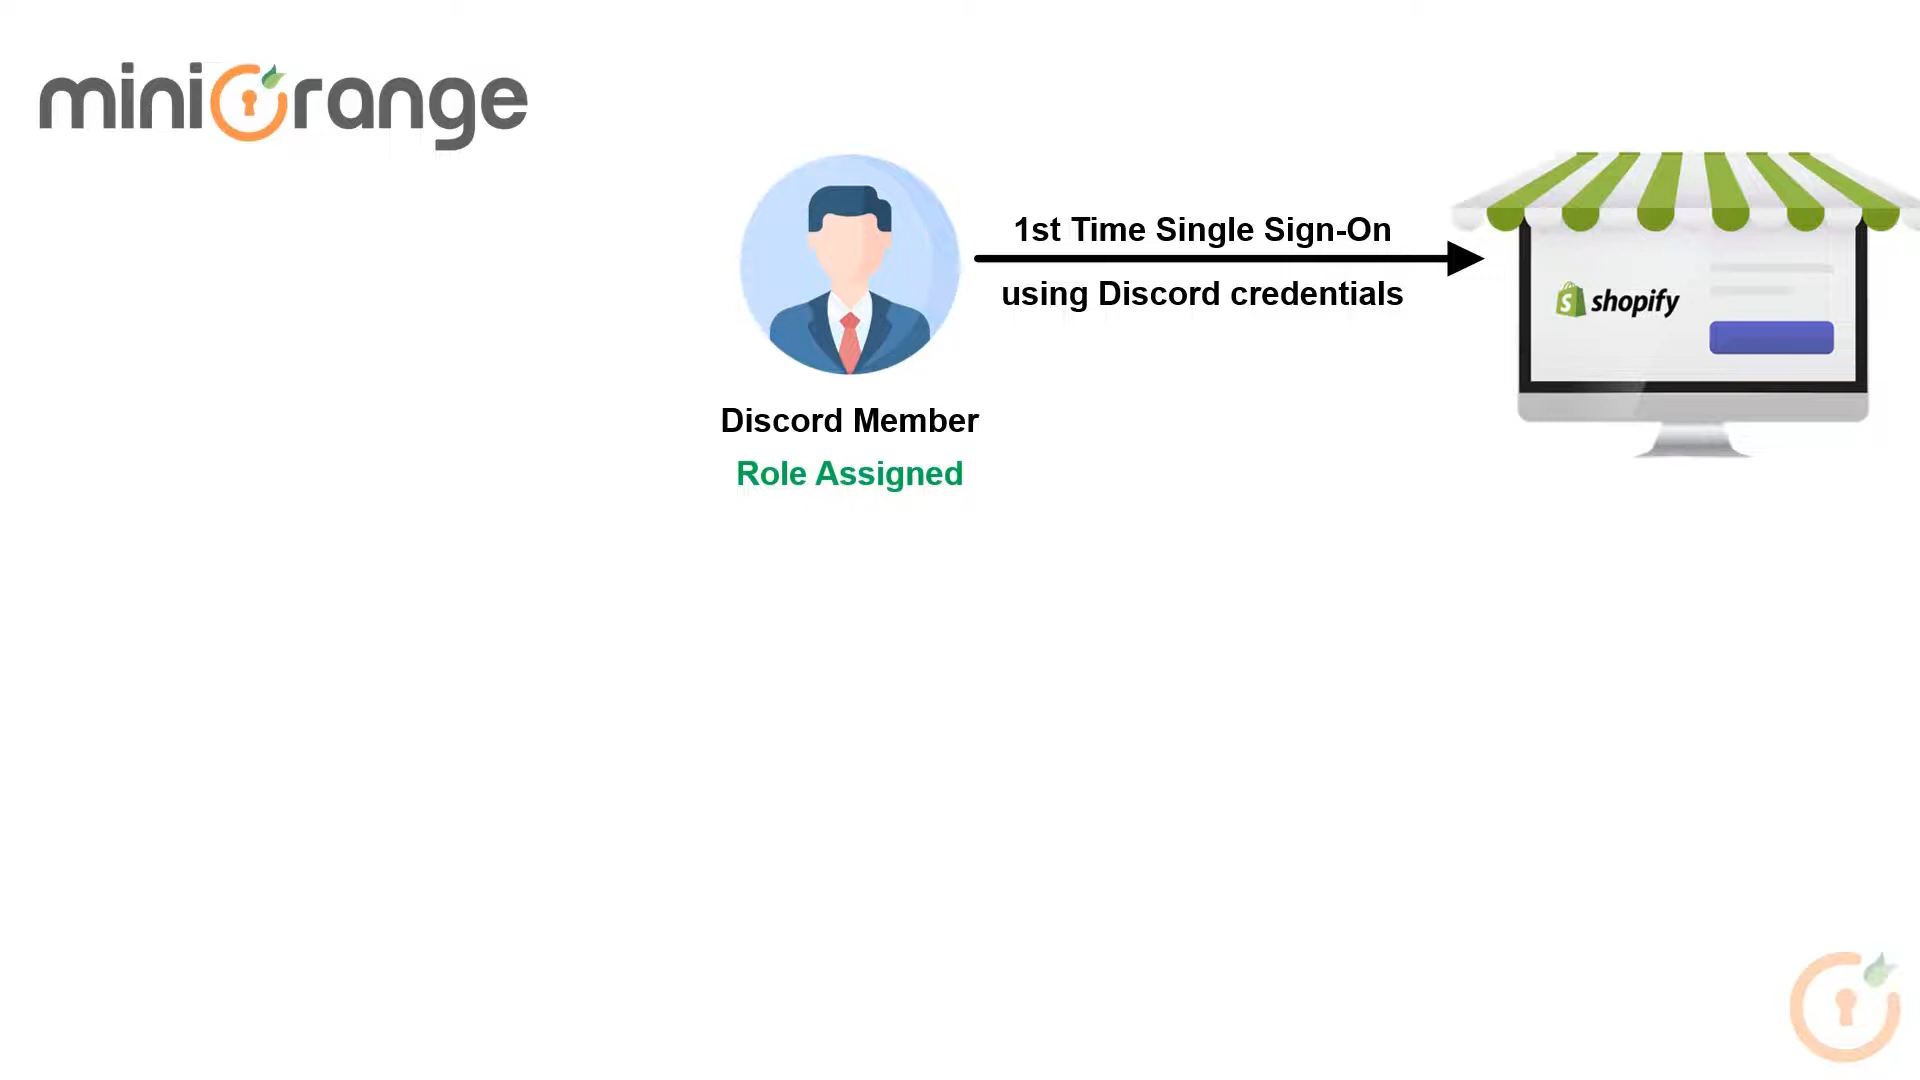 miniOrange
1st Time Single Sign-On
using Discord credentials
shopify
Discord Member
Role Assigned